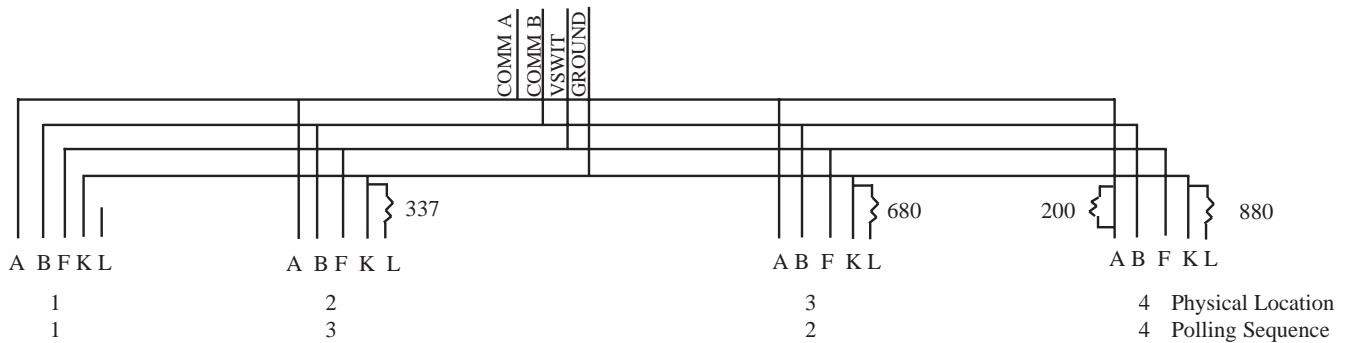 COMM A
COMM B
VSWIT
GROUND
337
680
200
880
A B F K L
A B F K L
A B F K L
A B F K L
1 2 3 4 Physical Location
1 3 2 4 Polling Sequence